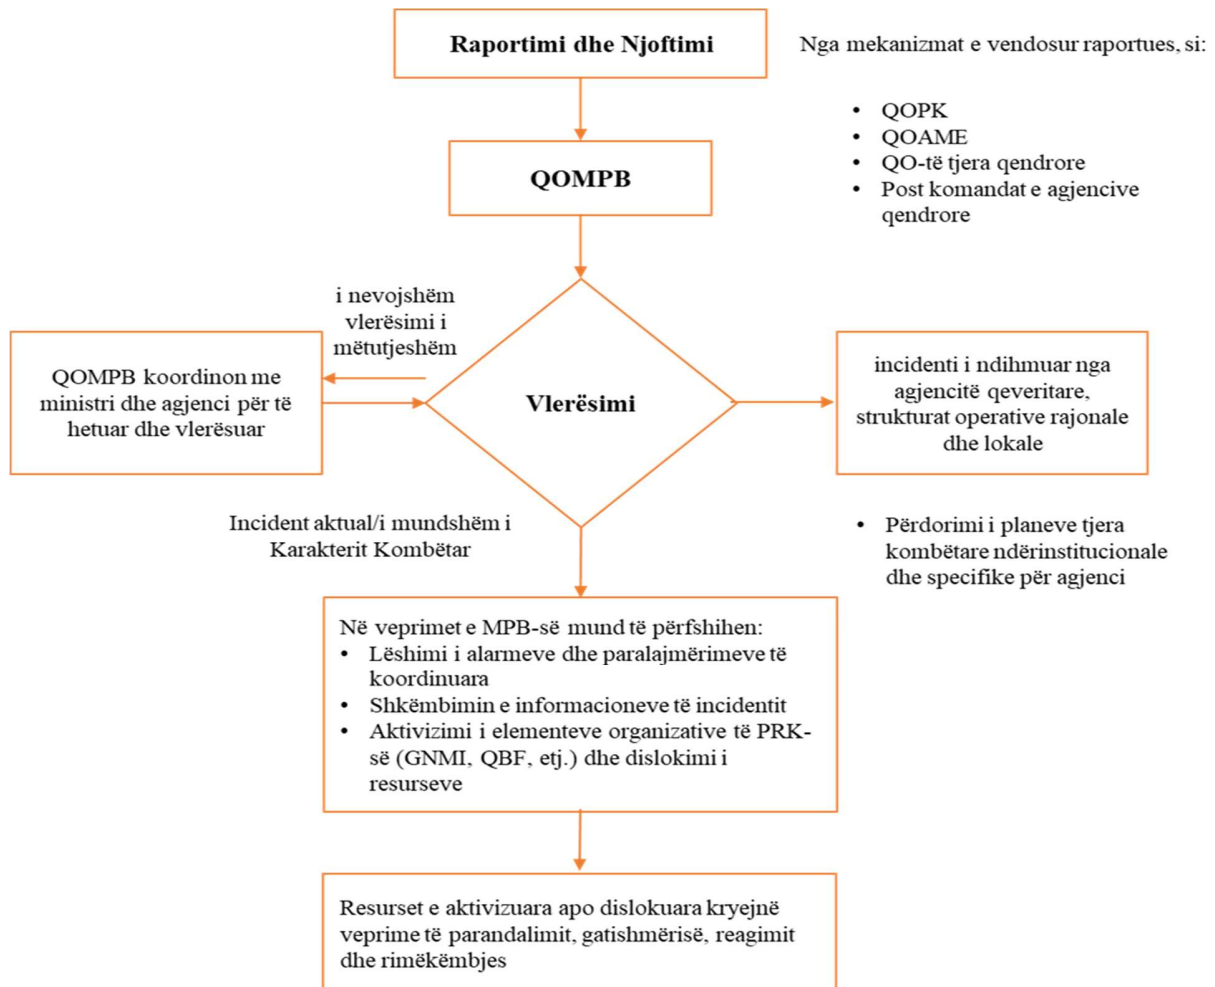 Raportimi dhe Njoftimi
Nga mekanizmat e vendosur raportues, si:
• QOPK
• QOAME
• QO-të tjera qendrore
• Post komandat e agjencive
qendrore
QOMPB
i nevojshëm
vlerësimi i
mëtutjeshëm
QOMPB koordinon me
ministri dhe agjenci për të
hetuar dhe vlerësuar
Vlerësimi
incidenti i ndihmuar nga
agjencitë qeveritare,
strukturat operative rajonale
dhe lokale
Incident aktual/i mundshëm i
Karakterit Kombëtar
• Përdorimi i planeve tjera
kombëtare ndërinstitucionale
dhe specifike për agjenci
Në veprimet e MPB-së mund të përfshihen:
• Lëshimi i alarmeve dhe paralajmërimeve të
koordinuara
• Shkëmbimin e informacioneve të incidentit
• Aktivizimi i elementeve organizative të PRK-
së (GNMI, QBF, etj.) dhe dislokimi i
resurseve
Resurset e aktivizuara apo dislokuara kryejnë
veprime të parandalimit, gatishmërisë, reagimit
dhe rimëkëmbjes